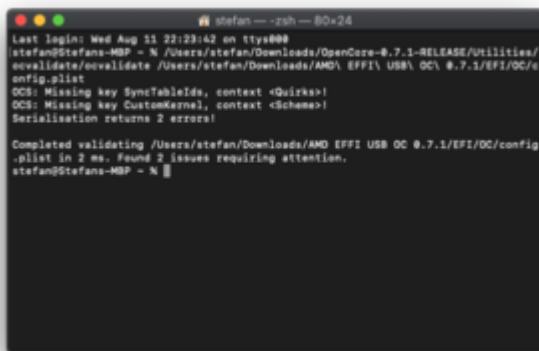 stefan — -zsh — 80×24
Last login: Wed Aug 11 22:23:42 on ttys000
[stefan@Stefans-MBP ~ % /Users/stefan/Downloads/OpenCore-0.7.1-RELEASE/Utilities/
ocvalidate/ocvalidate /Users/stefan/Downloads/AMD\ EFFI\ USB\ OC\ 0.7.1/EFI/OC/c
onfig.plist
OCS: Missing key SyncTableIds, context <Quirks>!
OCS: Missing key CustomKernel, context <Scheme>!
Serialisation returns 2 errors!
Completed validating /Users/stefan/Downloads/AMD EFFI USB OC 0.7.1/EFI/OC/config
.plist in 2 ms. Found 2 issues requiring attention.
stefan@Stefans-MBP ~ %